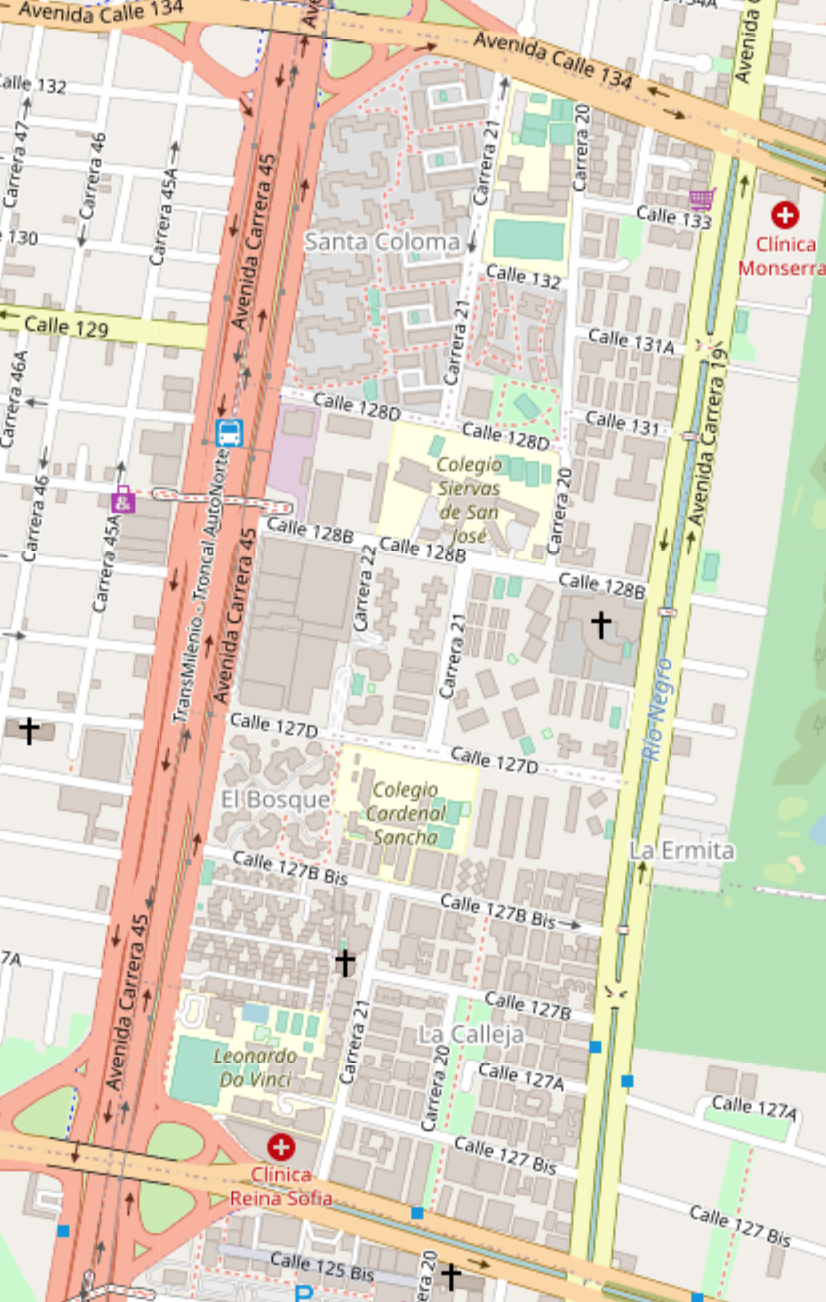 Avenida Calle 134
Ave
134A
Avenida C
Avenida Calle 134
Calle 132
Carrera 47
Carrera 46
Carrera 45A
Avenida Carrera 45
Carrera 21
Carrera 20
Calle 133
Clínica
Monserra
130
Santa Coloma
Calle 132
Calle 129
Carrera 21
Calle 131A
Carrera 46A
Avenida Carrera 19
Calle 128D
Calle 128D
Calle 131
Colegio
Siervas
de San
José
Carrera 20
Carrera 46
Carrera 45A
TransMilenio - Troncal AutoNorte
Avenida Carrera 45
Calle 128B
Calle 128B
Calle 128B
Carrera 22
Carrera 21
Río Negro
Calle 127D
Calle 127D
El Bosque
Colegio
Cardenal
Sancha
La Ermita
Calle 127B Bis
Calle 127B Bis
Avenida Carrera 45
7A
Calle 127B
La Calleja
Carrera 21
Carrera 20
Leonardo
Da Vinci
Calle 127A
Calle 127A
Calle 127 Bis
Clínica
Reina Sofía
Calle 127 Bis
Calle 125 Bis
era 20
P